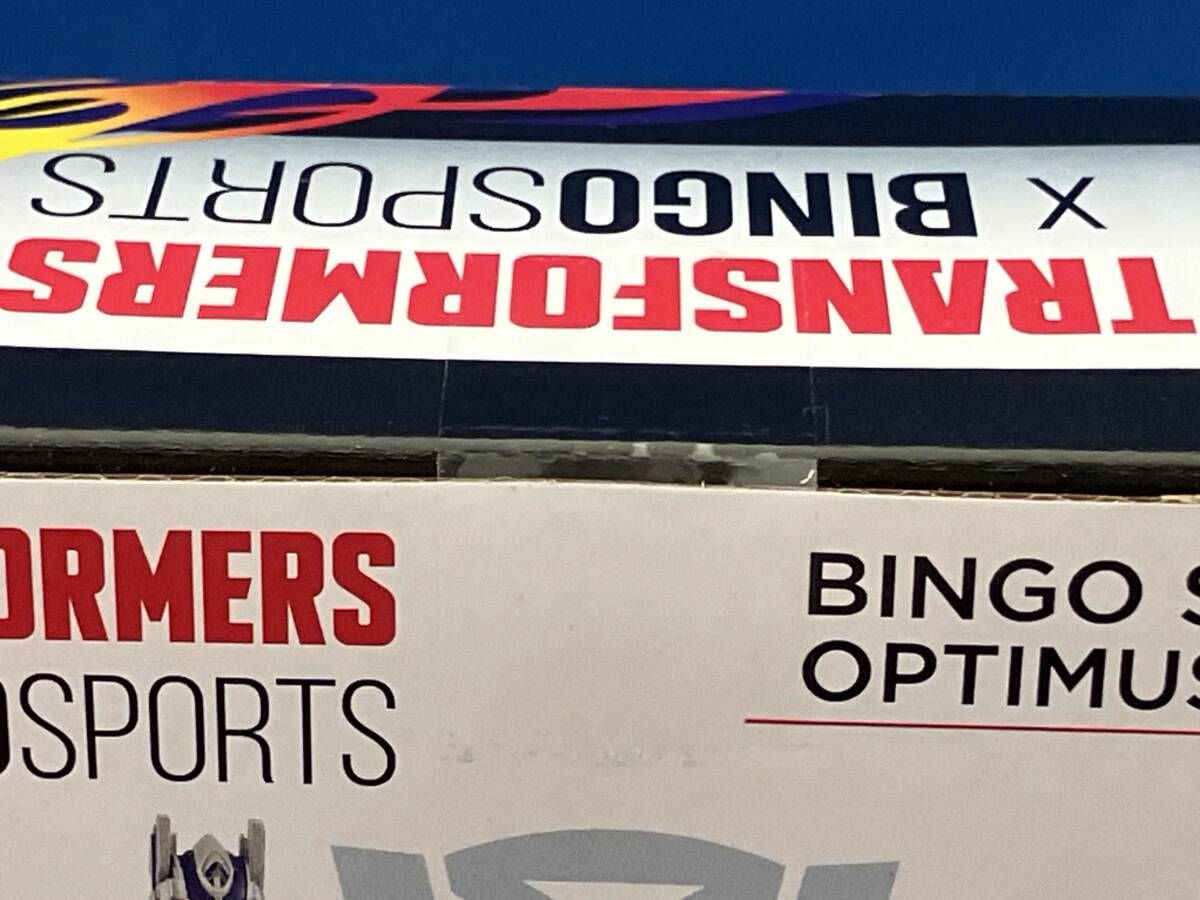 TRANSFORMERS
X BINGOSPORTS
ORMERS
OSPORTS
BINGO S
OPTIMUS